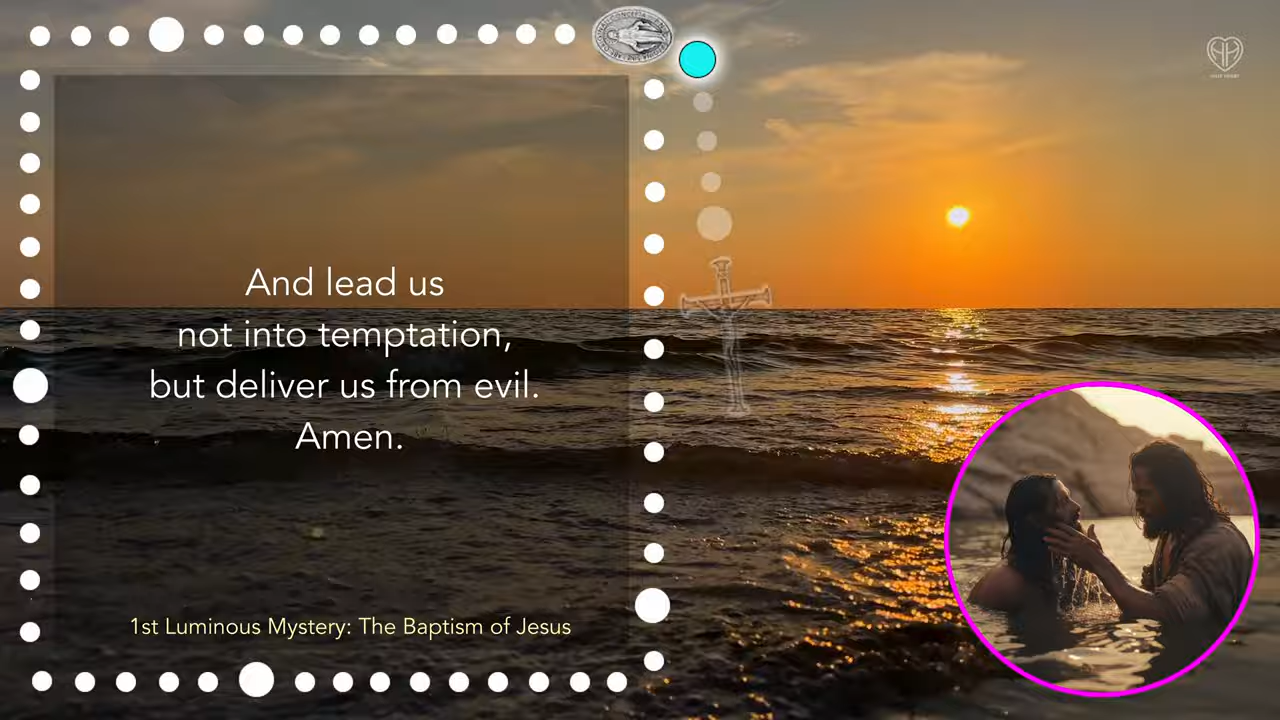 And lead us
not into temptation,
but deliver us from evil.
Amen.
1st Luminous Mystery: The Baptism of Jesus